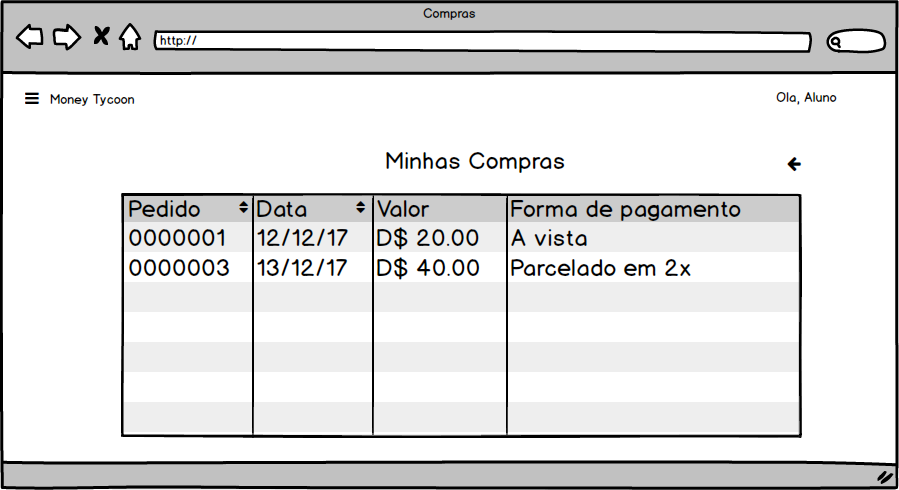 Compras
http://
Money Tycoon
Ola, Aluno
Minhas Compras
Pedido Data Valor Forma de pagamento
0000001 12/12/17 D$ 20.00 A vista
0000003 13/12/17 D$ 40.00 Parcelado em 2x